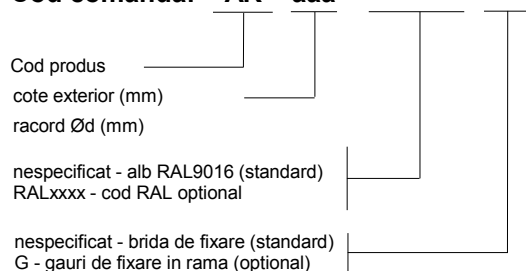 Cod produs
cote exterior (mm)
racord Ød (mm)
nespecificat - alb RAL9016 (standard)
RALxxxx - cod RAL optional
nespecificat - brida de fixare (standard)
G - gauri de fixare in rama (optional)